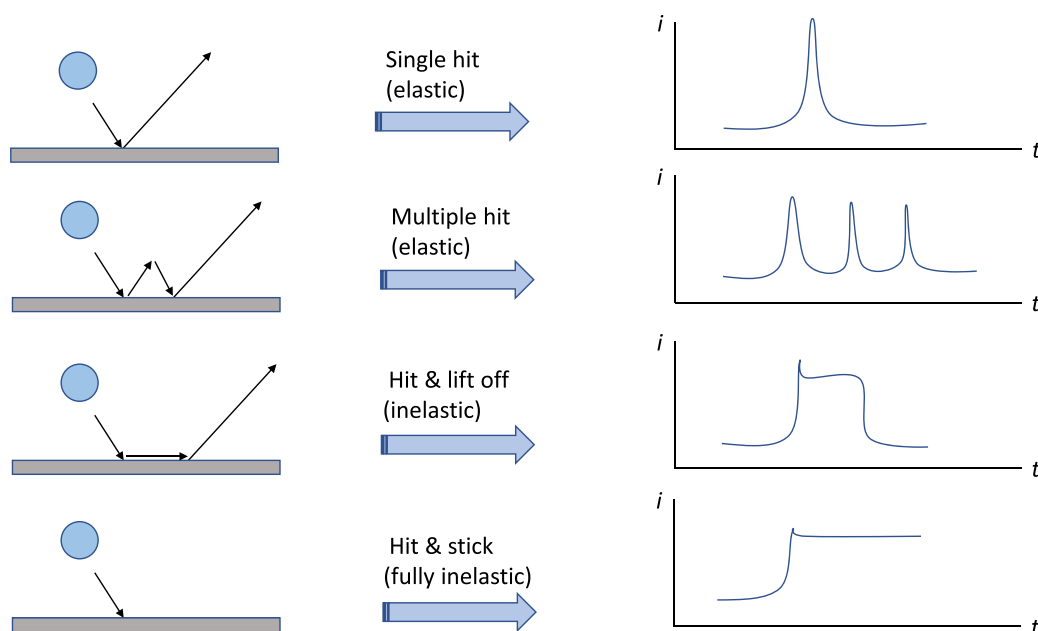 Single hit
(elastic)
i
t
Multiple hit
(elastic)
i
t
Hit & lift off
(inelastic)
i
t
Hit & stick
(fully inelastic)
i
t